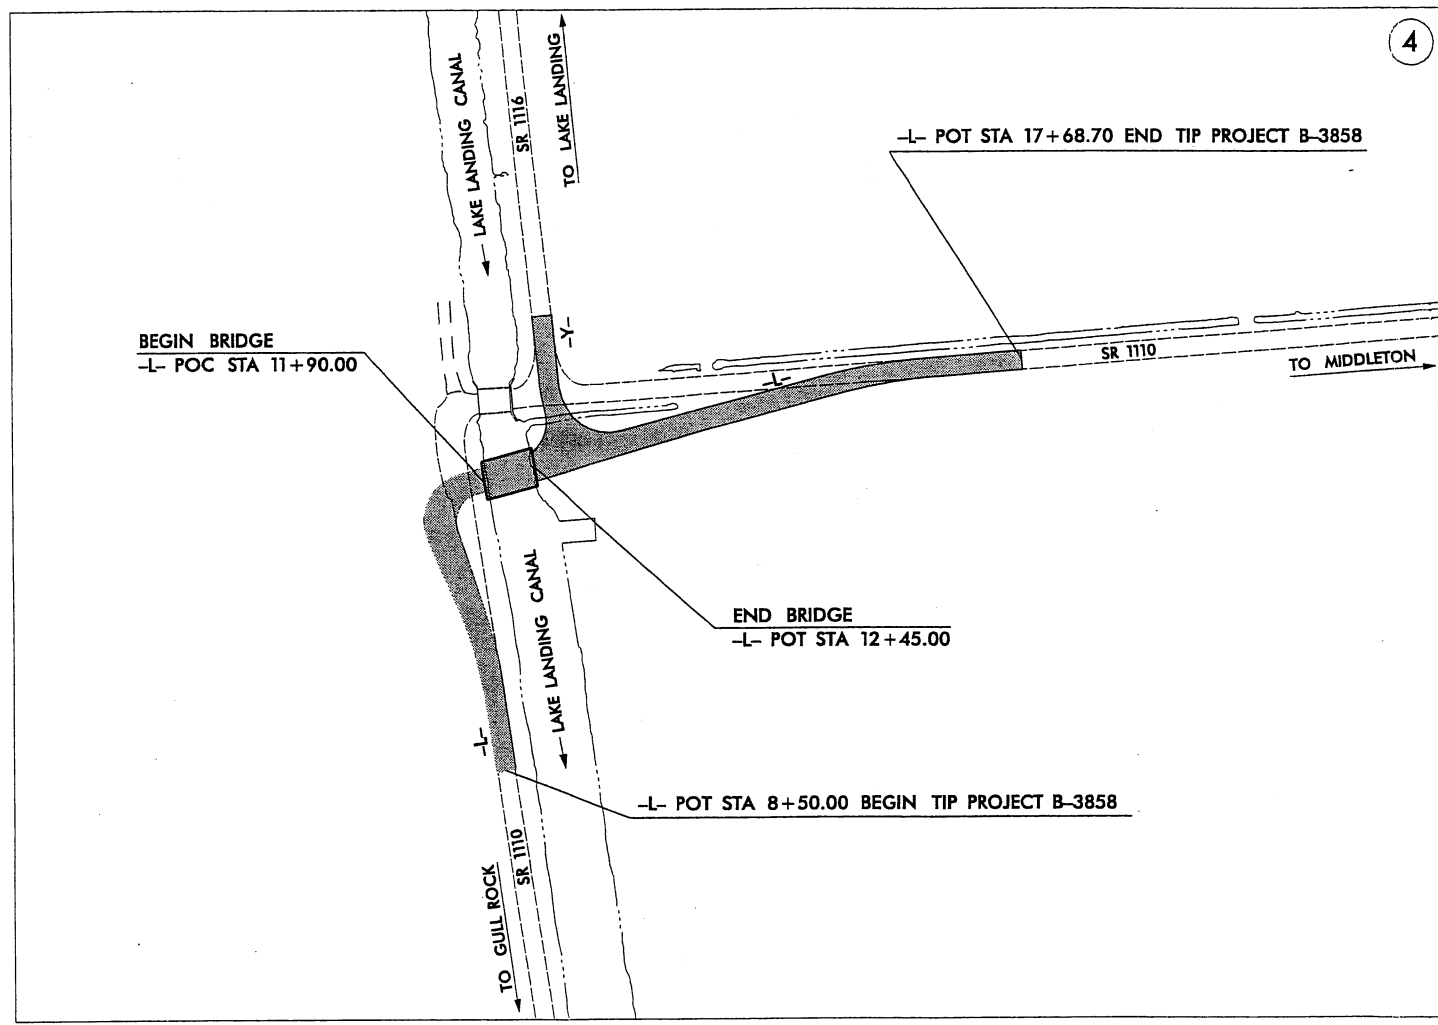 4
LAKE LANDING CANAL
SR 1116
TO LAKE LANDING
-L- POT STA 17+68.70 END TIP PROJECT B-3858
BEGIN BRIDGE
-L- POC STA 11+90.00
-Y-
-L-
SR 1110
TO MIDDLETON
END BRIDGE
-L- POT STA 12+45.00
LAKE LANDING CANAL
-L-
-L- POT STA 8+50.00 BEGIN TIP PROJECT B-3858
SR 1110
TO GULL ROCK